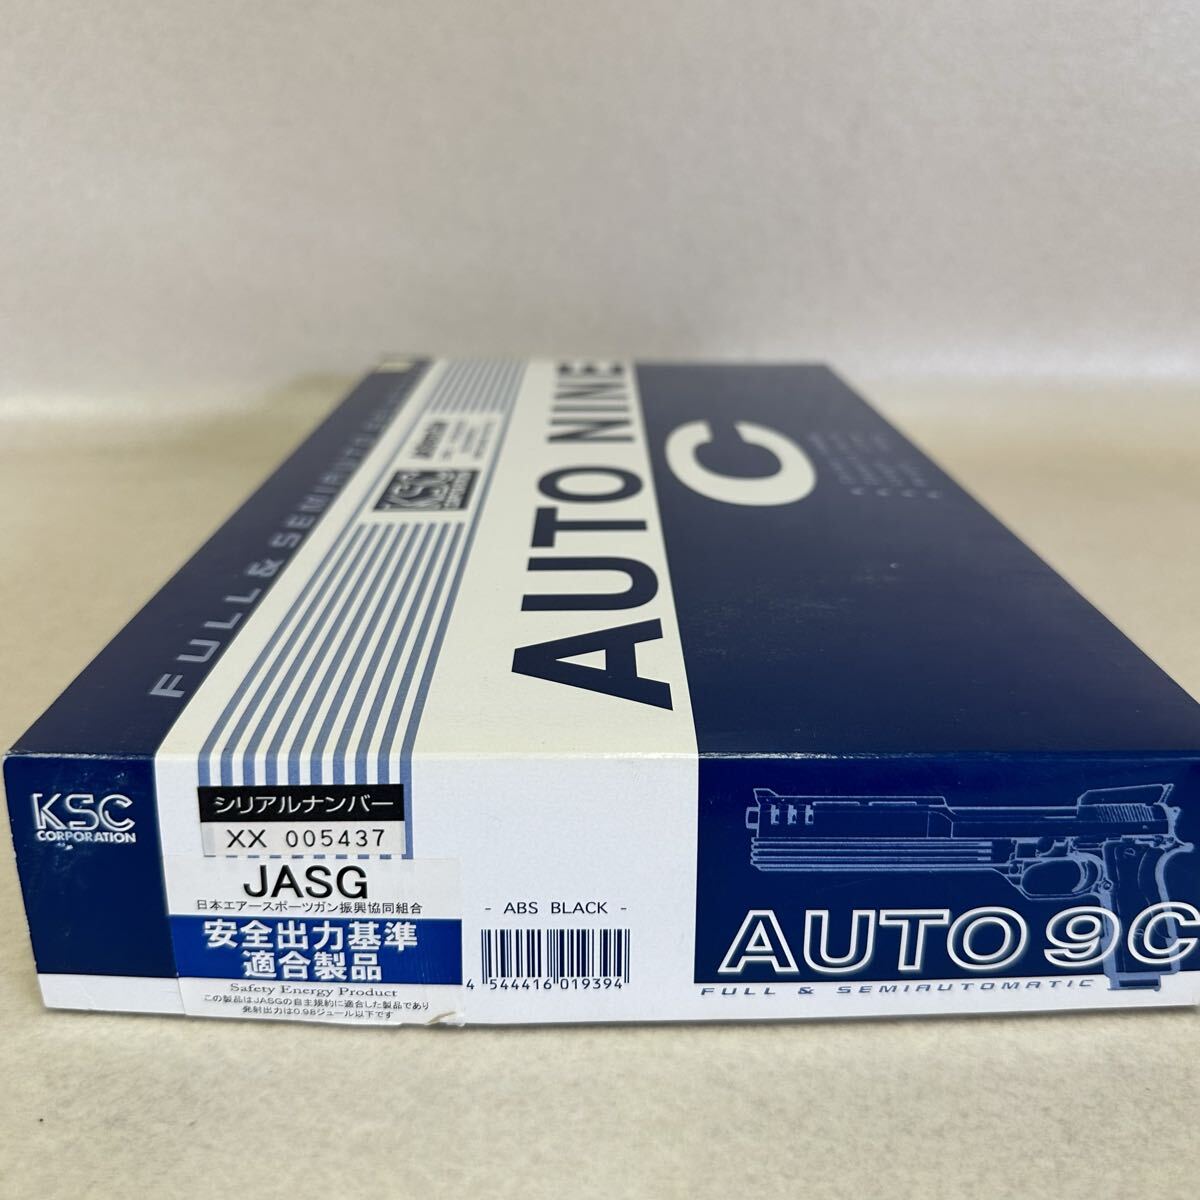 FULL & SEMIAUTO
KSC
AUTO NINE
C
KSC
CORPORATION
シリアルナンバー
XX 005437
JASG
日本エアースポーツガン振興協同組合
安全出力基準
適合製品
Safety Energy Product
この製品はJASGの自主規約に適合した製品であり
発射出力は0.98ジュール以下です
- ABS BLACK -
4 544416 019394
AUTO 9C
FULL & SEMIAUTOMATIC